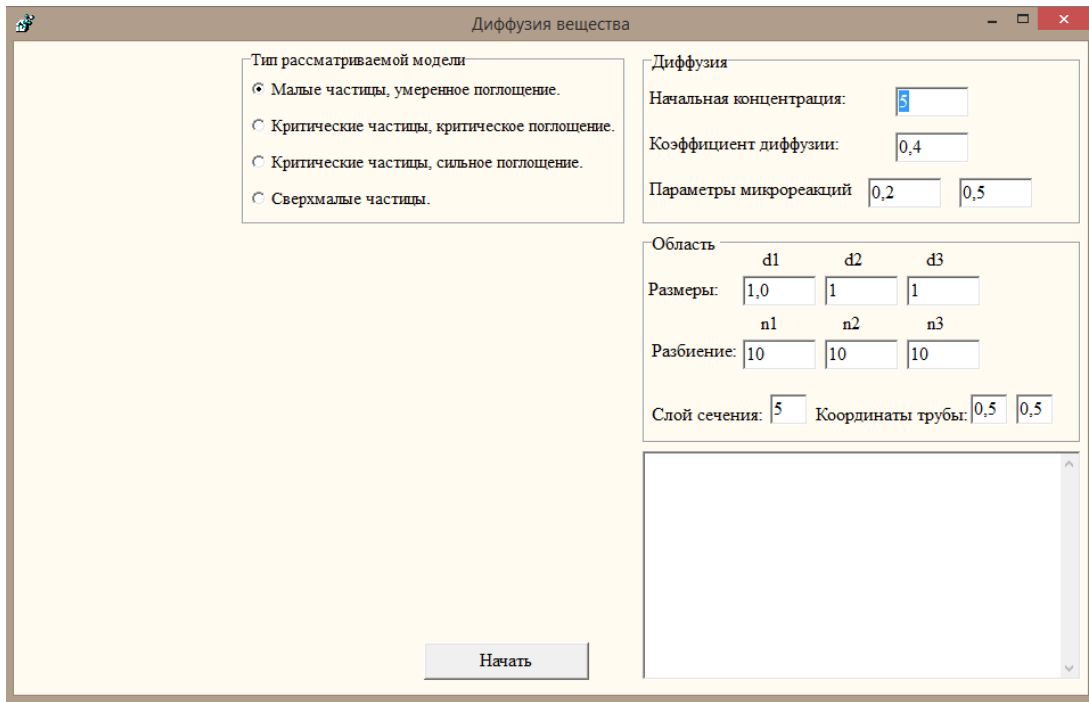 Диффузия вещества
Тип рассматриваемой модели
Малые частицы, умеренное поглощение.
Критические частицы, критическое поглощение.
Критические частицы, сильное поглощение.
Сверхмалые частицы.
Диффузия
Начальная концентрация: 5
Коэффициент диффузии: 0,4
Параметры микрореакций 0,2 0,5
Область
d1 d2 d3
Размеры: 1,0 1 1
n1 n2 n3
Разбиение: 10 10 10
Слой сечения: 5 Координаты трубы: 0,5 0,5
Начать